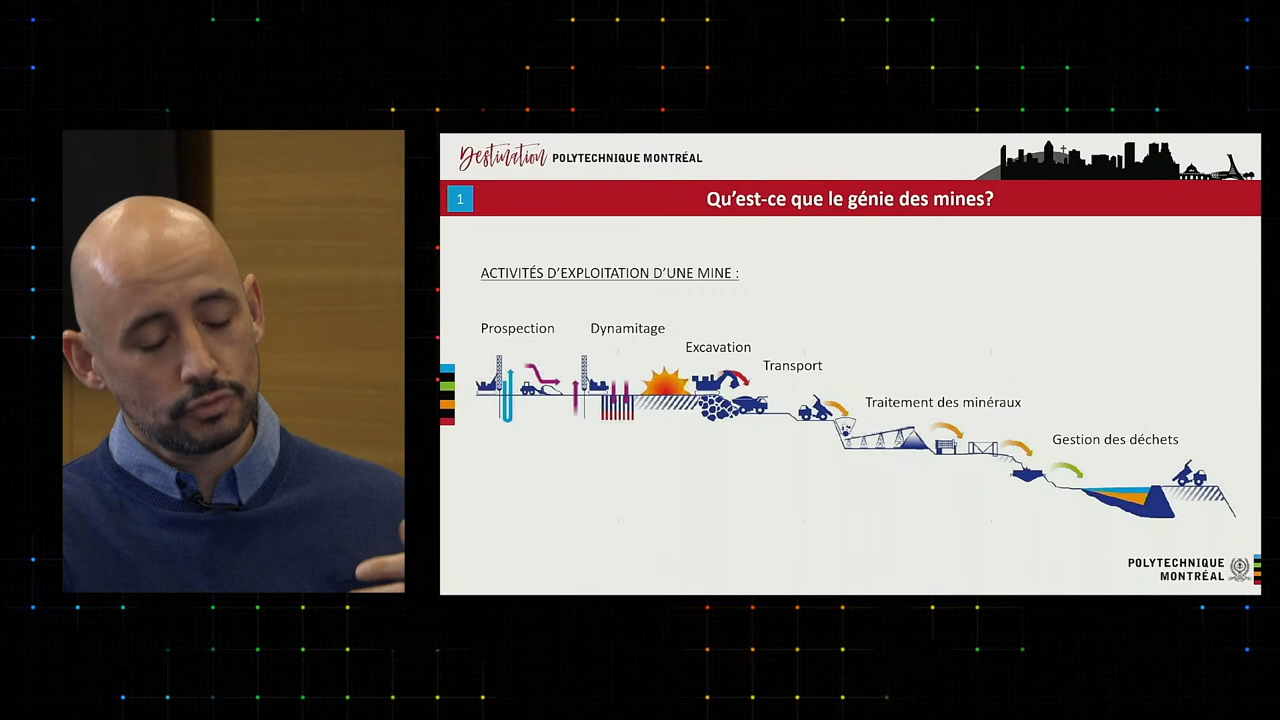 Destination POLYTECHNIQUE MONTRÉAL
1
Qu'est-ce que le génie des mines?
ACTIVITÉS D'EXPLOITATION D'UNE MINE :
Prospection
Dynamitage
Excavation
Transport
Traitement des minéraux
Gestion des déchets
POLYTECHNIQUE
MONTRÉAL